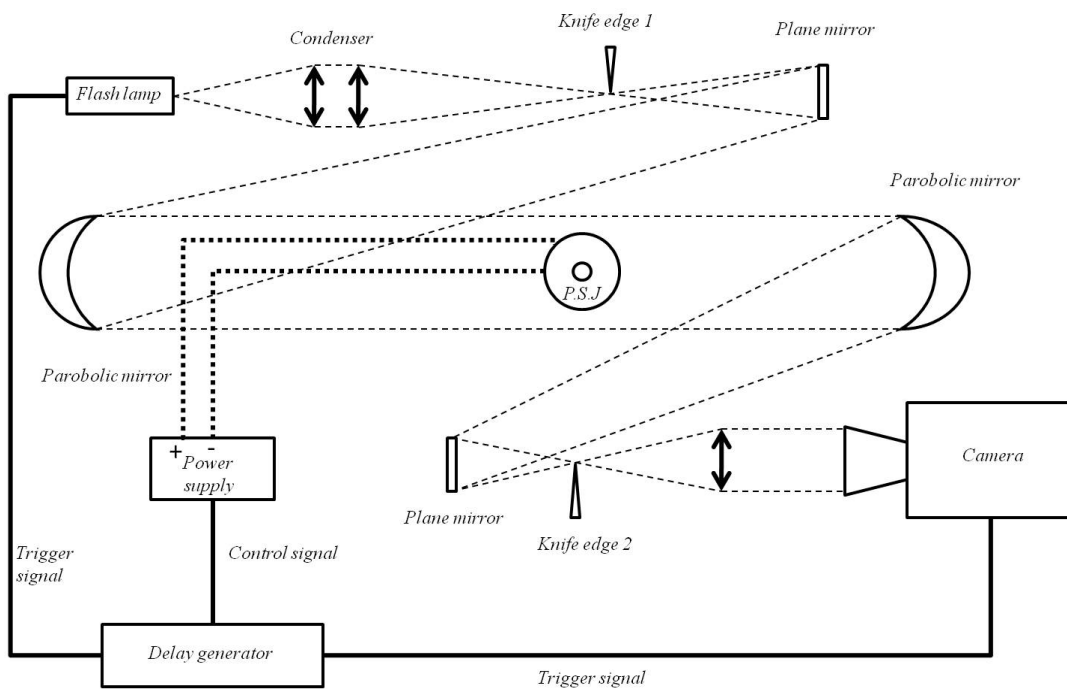 Knife edge 1
Plane mirror
Condenser
Flash lamp
Parobolic mirror
P.S.J
Parobolic mirror
+ -
Power
supply
Camera
Plane mirror
Knife edge 2
Trigger
signal
Control signal
Delay generator
Trigger signal